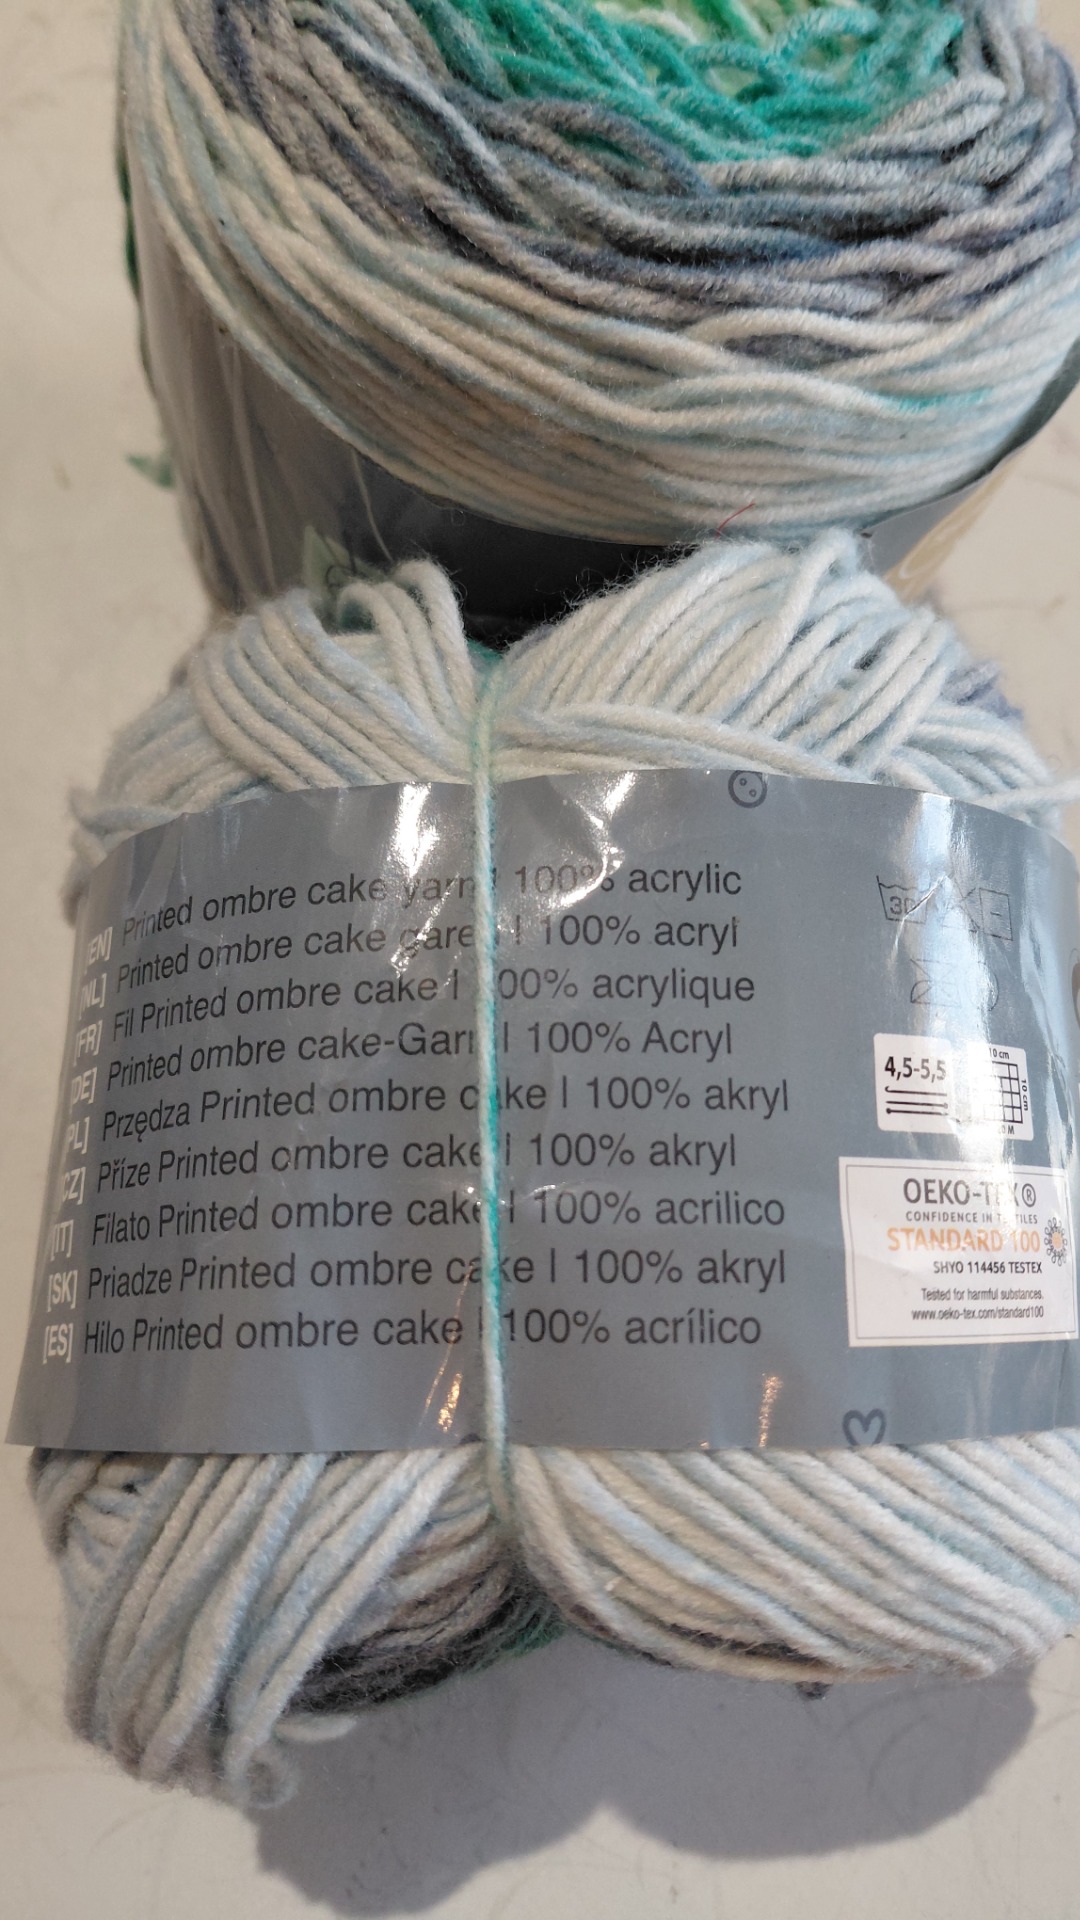 [EN] Printed ombre cake yarn | 100% acrylic
[NL] Printed ombre cake garen | 100% acryl
[FR] Fil Printed ombre cake | 100% acrylique
[DE] Printed ombre cake-Garn | 100% Acryl
[PL] Przędza Printed ombre cake | 100% akryl
[CZ] Příze Printed ombre cake | 100% akryl
[IT] Filato Printed ombre cake | 100% acrilico
[SK] Priadze Printed ombre cake | 100% akryl
[ES] Hilo Printed ombre cake | 100% acrílico
30
4,5-5,5
10 cm
10 cm
OEKO-TEX®
CONFIDENCE IN TEXTILES
STANDARD 100
SHYO 114456 TESTEX
Tested for harmful substances.
www.oeko-tex.com/standard100